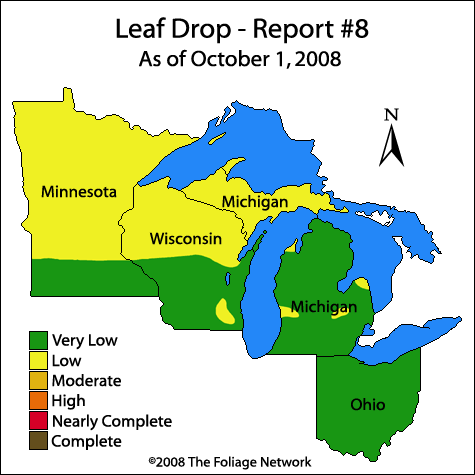 Leaf Drop - Report #8
As of October 1, 2008
N
Minnesota
Michigan
Wisconsin
Michigan
Very Low
Low
Moderate
High
Nearly Complete
Complete
Ohio
©2008 The Foliage Network